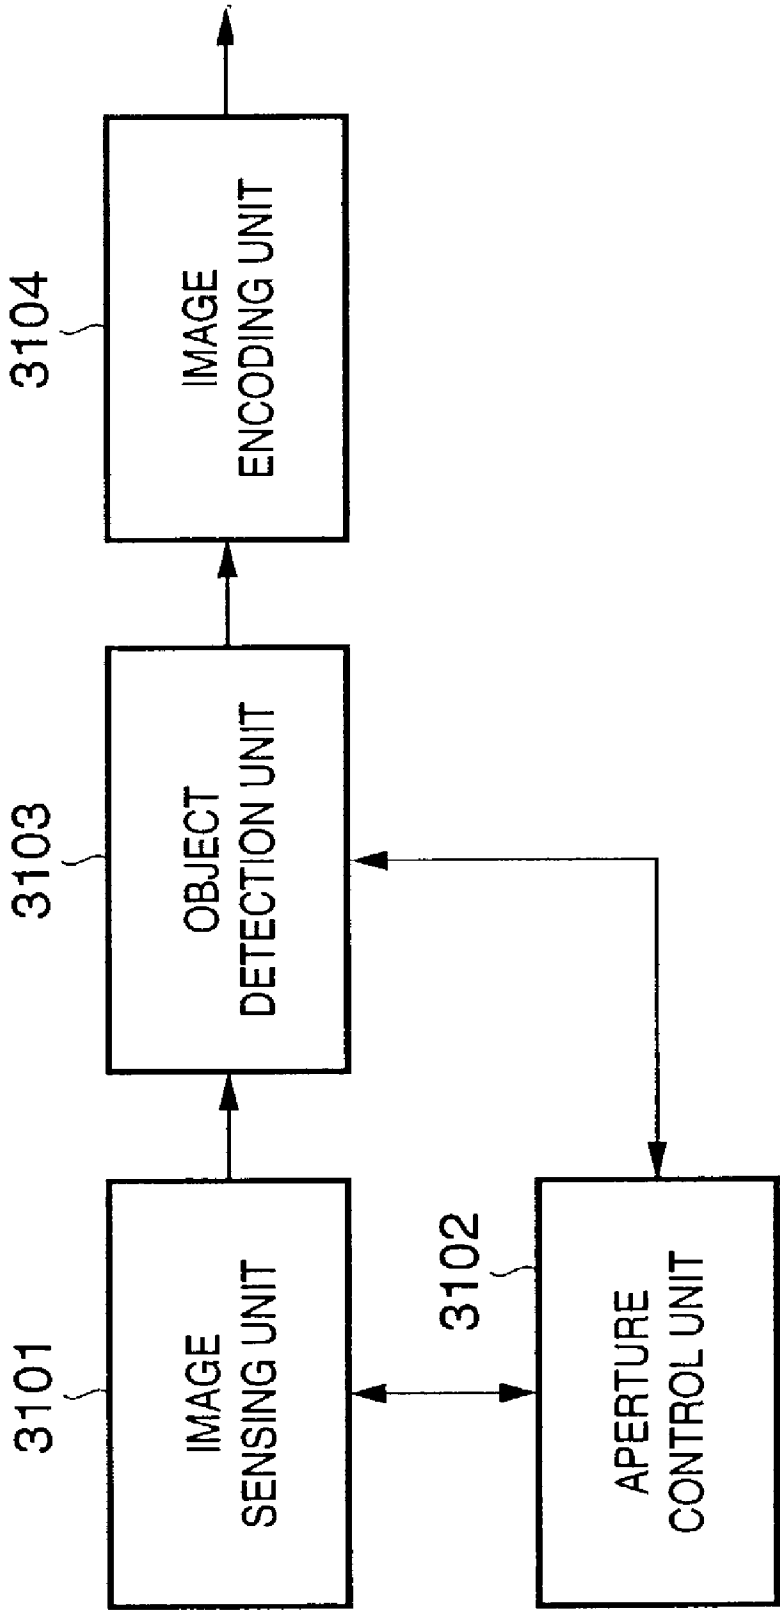 3101
IMAGE
SENSING UNIT
3103
OBJECT
DETECTION UNIT
3104
IMAGE
ENCODING UNIT
3102
APERTURE
CONTROL UNIT